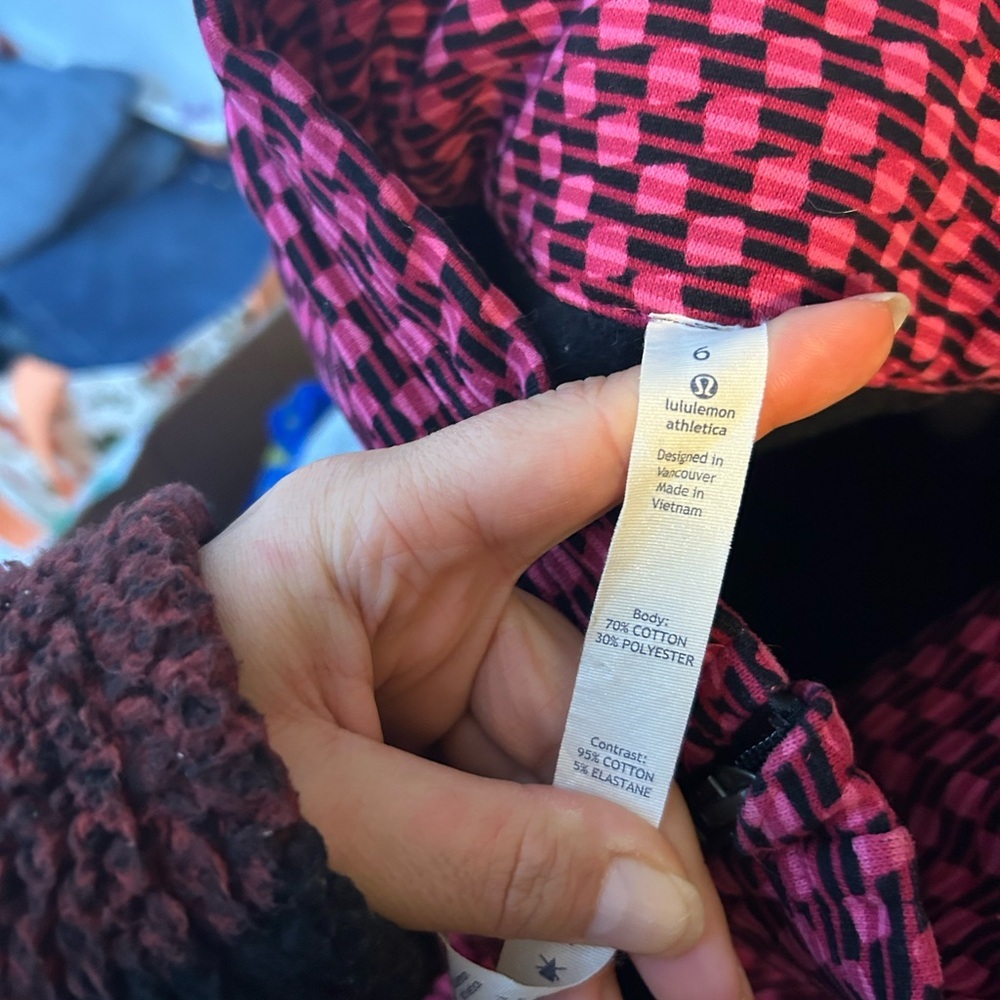 6
lululemon
athletica
Designed in
Vancouver
Made in
Vietnam
Body:
70% COTTON
30% POLYESTER
Contrast:
95% COTTON
5% ELASTANE